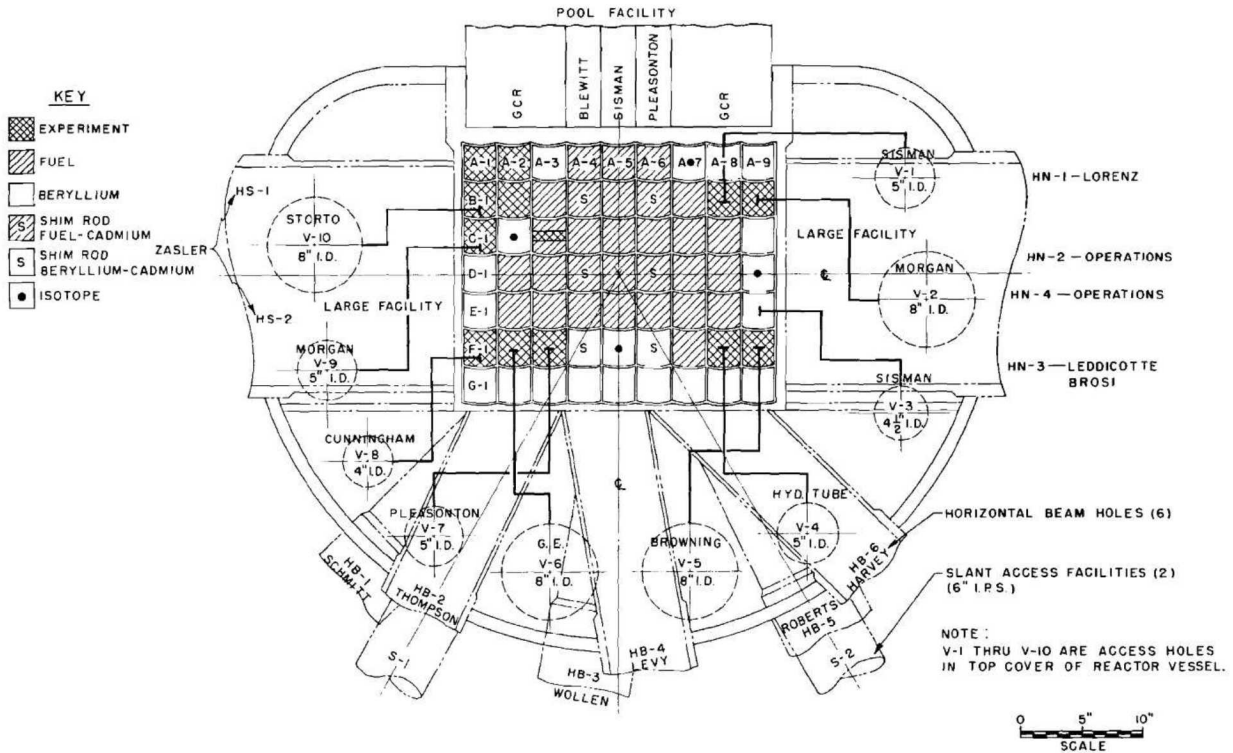 POOL FACILITY
GCR
BLEWITT
SISMAN
PLEASONTON
GCR
KEY
EXPERIMENT
FUEL
BERYLLIUM
S SHIM ROD
FUEL-CADMIUM
S SHIM ROD
BERYLLIUM-CADMIUM
ISOTOPE
A-1 A-2 A-3 A-4 A-5 A-6 A 7 A-8 A-9
B-1 S S
C-1
D-1 S S
E-1
F-1 S S
G-1
HS-1
ZASLER
HS-2
STORTO
V-10
8" I.D.
LARGE FACILITY
MORGAN
V-9
5" I.D.
CUNNINGHAM
V-8
4" I.D.
PLEASONTON
V-7
5" I.D.
G.E.
V-6
8" I.D.
BROWNING
V-5
8" I.D.
HYD. TUBE
V-4
5" I.D.
SISMAN
V-1
5" I.D.
LARGE FACILITY
℄
MORGAN
V-2
8" I.D.
SISMAN
V-3
4 1/2" I.D.
℄
HN-1—LORENZ
HN-2—OPERATIONS
HN-4—OPERATIONS
HN-3—LEDDICOTTE
BROSI
HB-1
SCHMITT
HB-2
THOMPSON
S-1
HB-3
WOLLEN
HB-4
LEVY
ROBERTS
HB-5
S-2
HB-6
HARVEY
HORIZONTAL BEAM HOLES (6)
SLANT ACCESS FACILITIES (2)
(6" I.P.S.)
NOTE:
V-1 THRU V-10 ARE ACCESS HOLES
IN TOP COVER OF REACTOR VESSEL.
0 5" 10"
SCALE